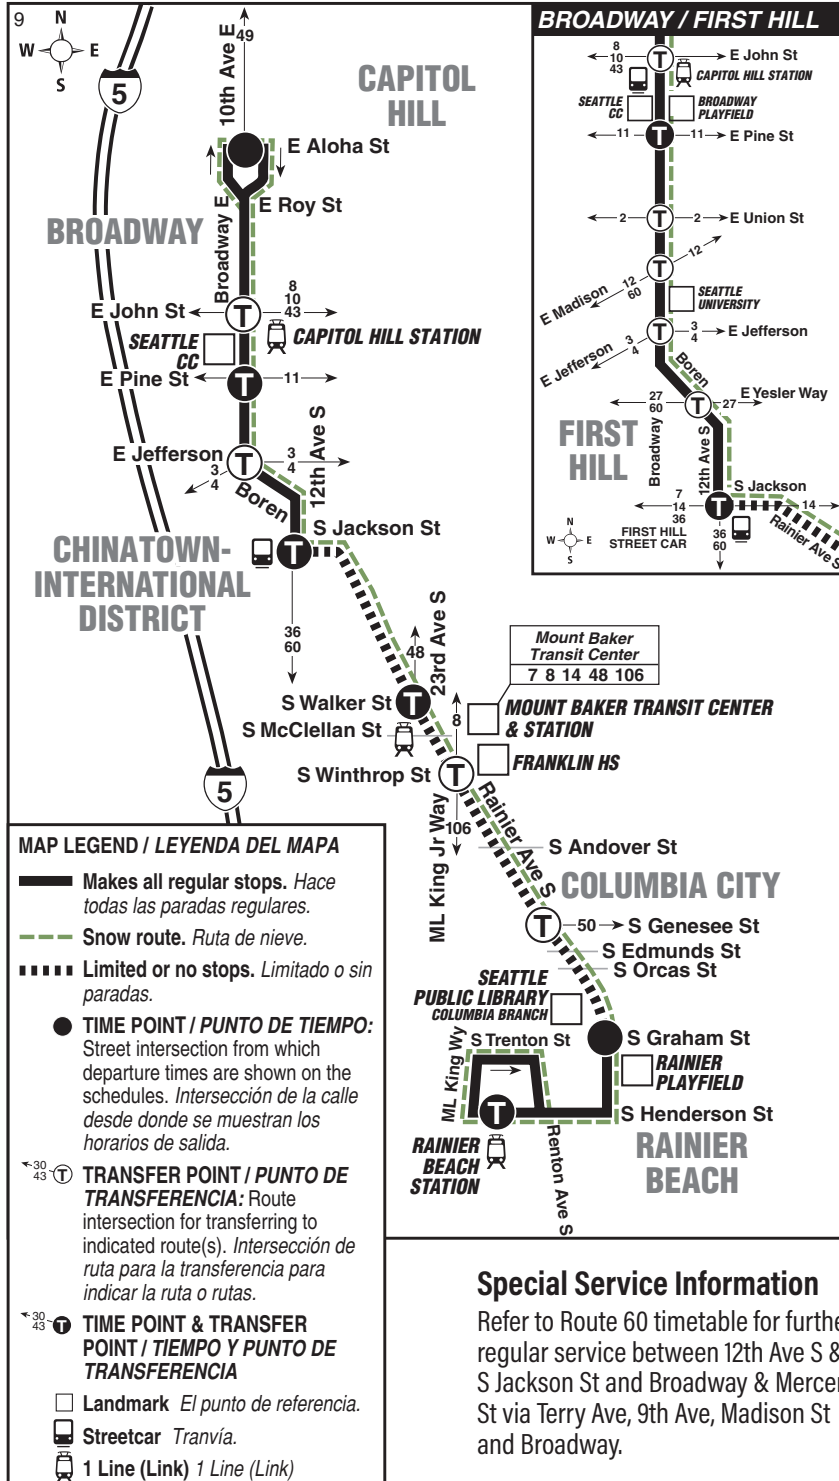 9
N
W E
S
5
49
10th Ave E
CAPITOL
HILL
E Aloha St
E Roy St
BROADWAY
Broadway E
8
10
43
E John St
SEATTLE
CC
CAPITOL HILL STATION
E Pine St
T
11
E Jefferson
T
3
4
3
4
Boren
12th Ave S
S Jackson St
T
CHINATOWN-
INTERNATIONAL
DISTRICT
36
60
48
23rd Ave S
S Walker St
T
S McClellan St
8
Mount Baker
Transit Center
7 8 14 48 106
MOUNT BAKER TRANSIT CENTER
& STATION
S Winthrop St
T
FRANKLIN HS
5
106
ML King Jr Way
Rainier Ave S
S Andover St
COLUMBIA CITY
T
50
S Genesee St
S Edmunds St
S Orcas St
SEATTLE
PUBLIC LIBRARY
COLUMBIA BRANCH
S Graham St
ML King Wy
S Trenton St
RAINIER
PLAYFIELD
T
S Henderson St
RAINIER
BEACH
STATION
Renton Ave S
RAINIER
BEACH
BROADWAY / FIRST HILL
8
10
43
T
E John St
CAPITOL HILL STATION
SEATTLE
CC
BROADWAY
PLAYFIELD
11
T
11
E Pine St
2
T
2
E Union St
12
T
12
60
E Madison
SEATTLE
UNIVERSITY
T
3
4
E Jefferson
3
4
E Jefferson
Boren
27
60
T
27
E Yesler Way
FIRST
HILL
Broadway
12th Ave S
S Jackson
7
14
36
T
14
N
W E
S
FIRST HILL
STREET CAR
36
60
Rainier Ave S
MAP LEGEND / LEYENDA DEL MAPA
Makes all regular stops. Hace
todas las paradas regulares.
Snow route. Ruta de nieve.
Limited or no stops. Limitado o sin
paradas.
TIME POINT / PUNTO DE TIEMPO:
Street intersection from which
departure times are shown on the
schedules. Intersección de la calle
desde donde se muestran los
horarios de salida.
30
43 T TRANSFER POINT / PUNTO DE
TRANSFERENCIA: Route
intersection for transferring to
indicated route(s). Intersección de
ruta para la transferencia para
indicar la ruta o rutas.
30
43 T TIME POINT & TRANSFER
POINT / TIEMPO Y PUNTO DE
TRANSFERENCIA
Landmark El punto de referencia.
Streetcar Tranvía.
1 Line (Link) 1 Line (Link)
Special Service Information
Refer to Route 60 timetable for furthe
regular service between 12th Ave S &
S Jackson St and Broadway & Mercer
St via Terry Ave, 9th Ave, Madison St
and Broadway.